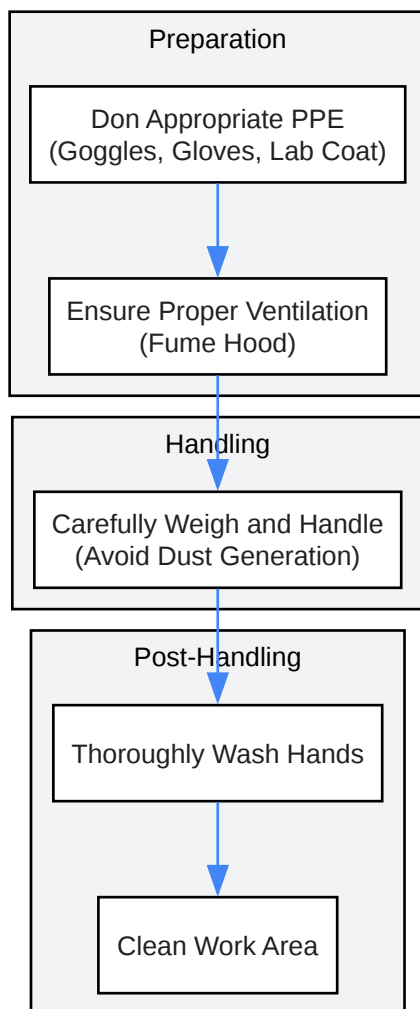 Preparation
Don Appropriate PPE
(Goggles, Gloves, Lab Coat)
Ensure Proper Ventilation
(Fume Hood)
Handling
Carefully Weigh and Handle
(Avoid Dust Generation)
Post-Handling
Thoroughly Wash Hands
Clean Work Area